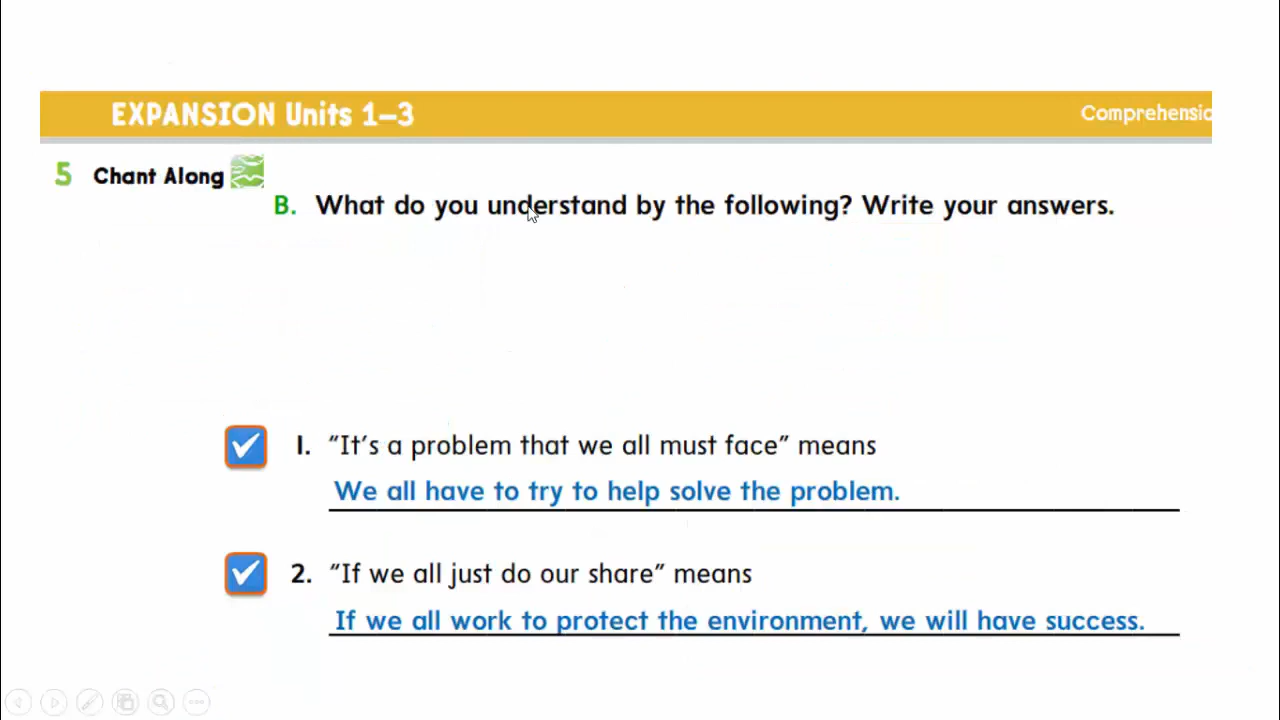 EXPANSION Units 1–3
Comprehensio
5 Chant Along
B. What do you understand by the following? Write your answers.
1. “It’s a problem that we all must face” means
We all have to try to help solve the problem.
2. “If we all just do our share” means
If we all work to protect the environment, we will have success.